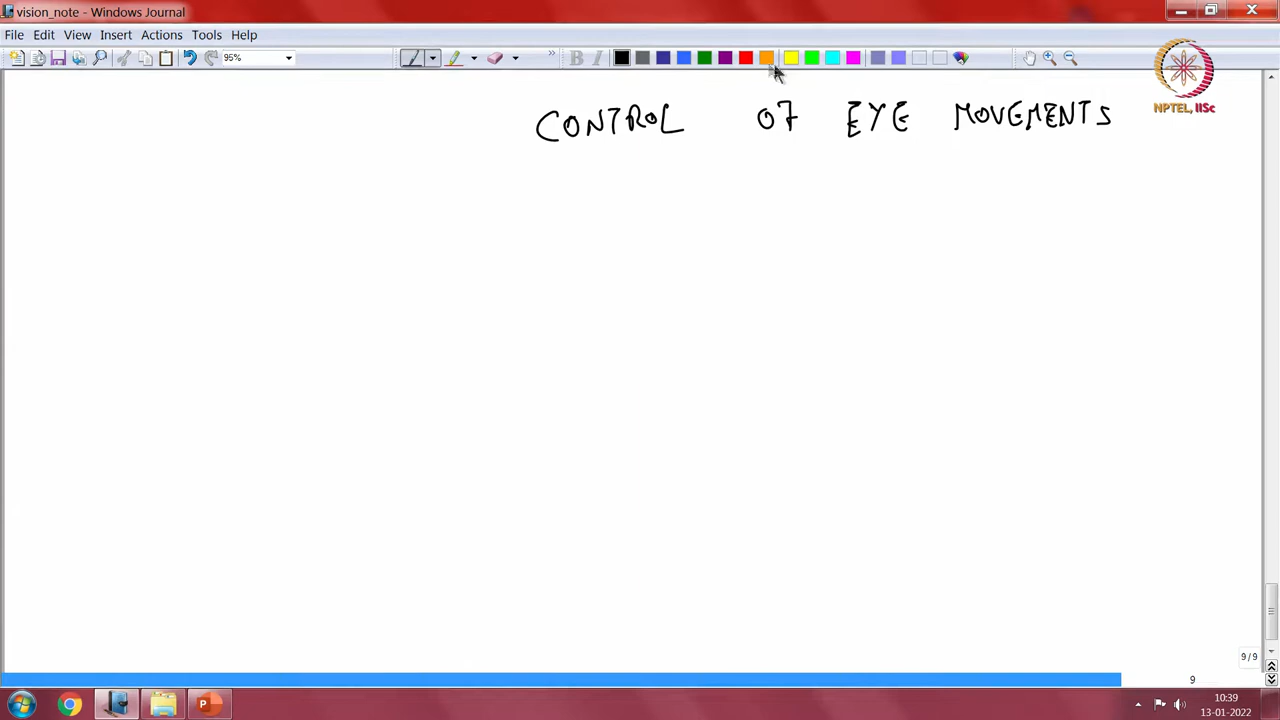 vision_note - Windows Journal
File Edit View Insert Actions Tools Help
95% B I
NPTEL, IISc
CONTROL OF EYE MOVEMENTS
9/9
9
10:39
13-01-2022